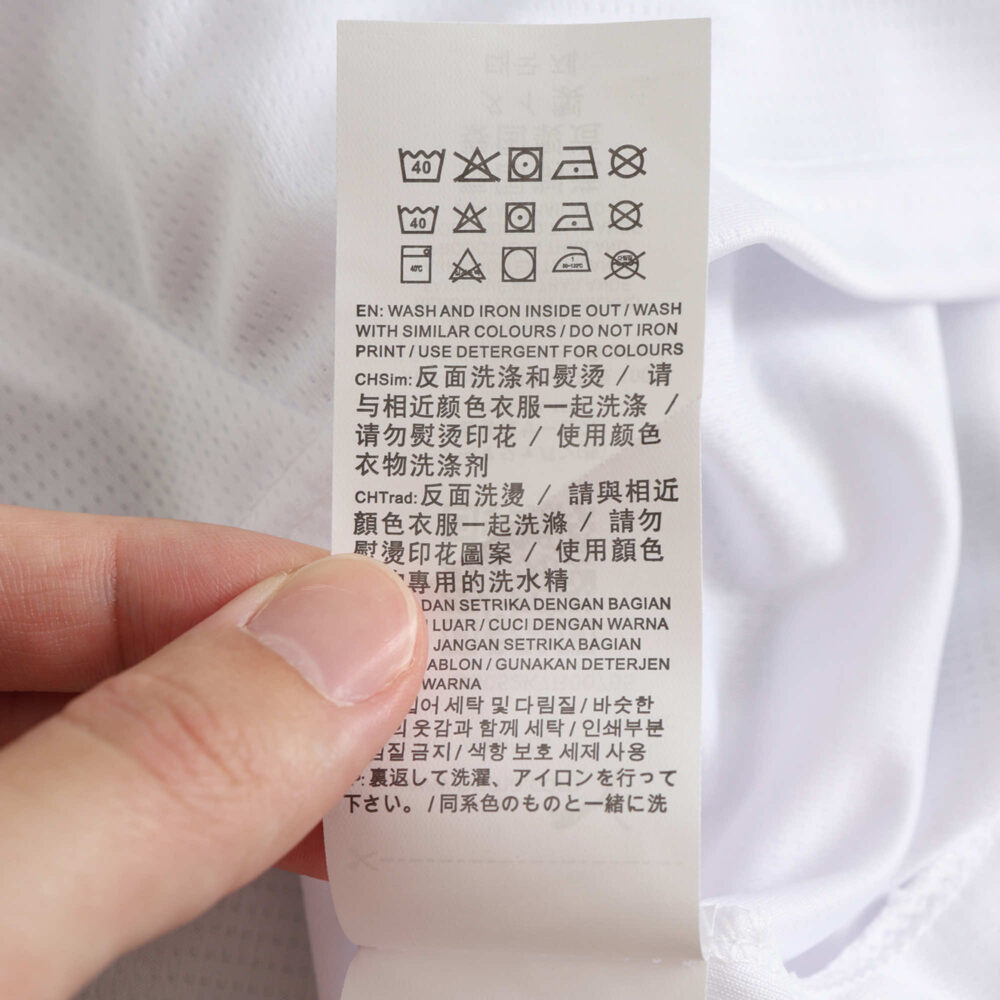 40
40
40℃
EN: WASH AND IRON INSIDE OUT / WASH
WITH SIMILAR COLOURS / DO NOT IRON
PRINT / USE DETERGENT FOR COLOURS
CHSim: 反面洗涤和熨烫 / 请
与相近颜色衣服一起洗涤 /
请勿熨烫印花 / 使用颜色
衣物洗涤剂
CHTrad: 反面洗燙 / 請與相近
顏色衣服一起洗滌 / 請勿
熨燙印花圖案 / 使用顏色
專用的洗水精
DAN SETRIKA DENGAN BAGIAN
LUAR / CUCI DENGAN WARNA
JANGAN SETRIKA BAGIAN
GUNAKAN DETERJEN
WARNA
세탁 및 다림질 / 바슷한
옷감과 함께 세탁 / 인쇄부분
금지 / 색항 보호 세제 사용
裏返して洗濯、アイロンを行って
下さい。 / 同系色のものと一緒に洗